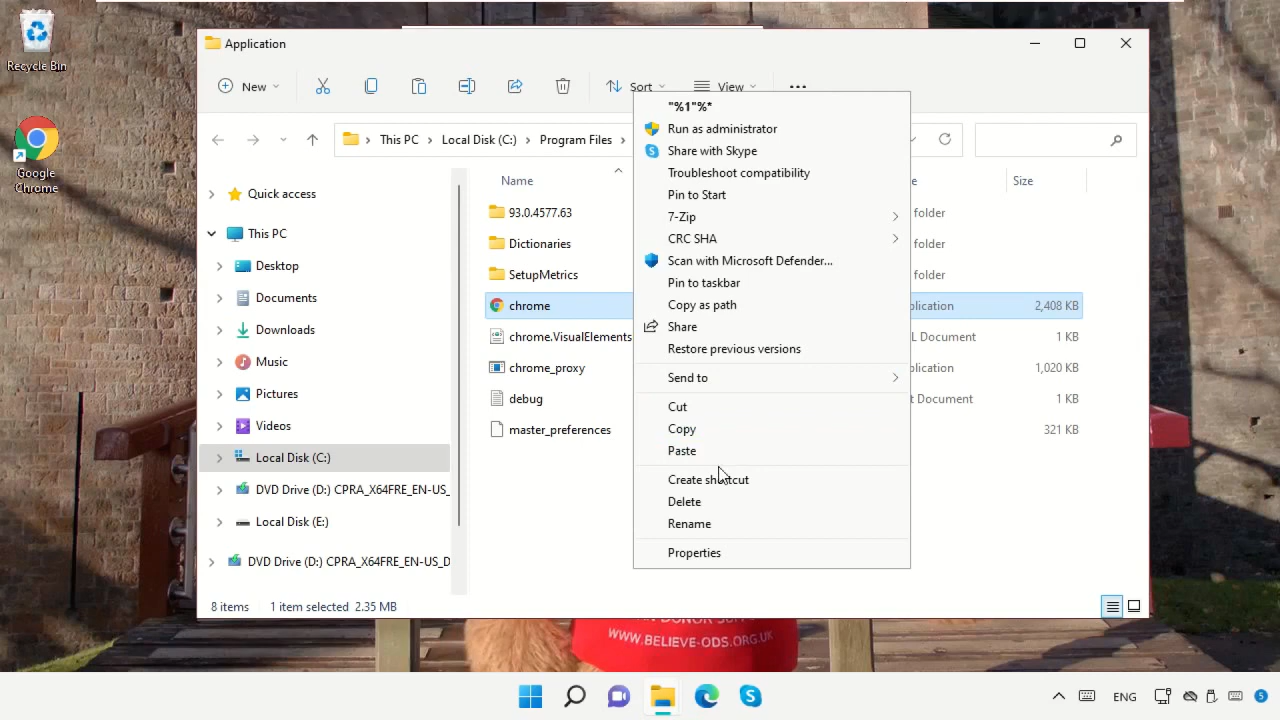 Recycle Bin
Google
Chrome
Application
New
Sort
View
This PC
Local Disk (C:)
Program Files
Quick access
This PC
Desktop
Documents
Downloads
Music
Pictures
Videos
Local Disk (C:)
DVD Drive (D:) CPRA_X64FRE_EN-US_
Local Disk (E:)
DVD Drive (D:) CPRA_X64FRE_EN-US_D
Name
Size
93.0.4577.63
folder
Dictionaries
folder
SetupMetrics
folder
chrome
plication
2,408 KB
chrome.VisualElements
L Document
1 KB
chrome_proxy
plication
1,020 KB
debug
t Document
1 KB
master_preferences
321 KB
"%1"%*
Run as administrator
Share with Skype
Troubleshoot compatibility
Pin to Start
7-Zip
CRC SHA
Scan with Microsoft Defender...
Pin to taskbar
Copy as path
Share
Restore previous versions
Send to
Cut
Copy
Paste
Create shortcut
Delete
Rename
Properties
8 items
1 item selected 2.35 MB
WWW.BELIEVE-ODS.ORG.UK
ENG
5